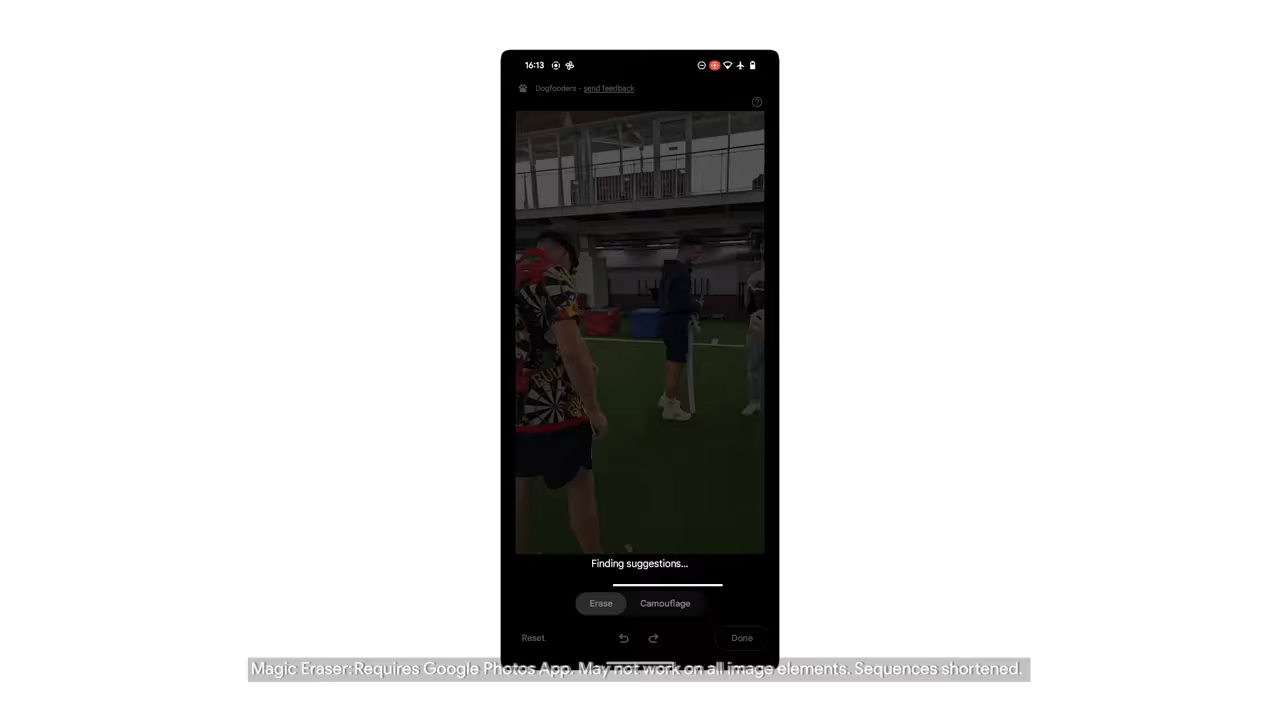 16:13
Dogfooders - send feedback
BULL
Finding suggestions...
Erase Camouflage
Reset Done
Magic Eraser: Requires Google Photos App. May not work on all image elements. Sequences shortened.